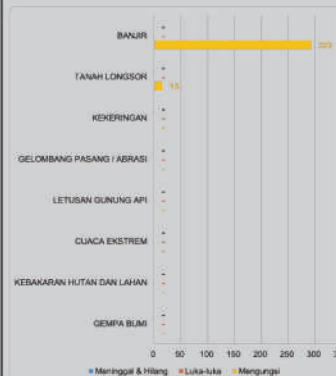 BANJIR
TANAH LONGSOR
15
KEKERINGAN
GELOMBANG PASANG / ABRASI
LETUSAN GUNUNG API
CUACA EKSTREM
KEBAKARAN HUTAN DAN LAHAN
GEMPA BUMI
0 50 100 150 200 250 300
Meninggal & Hilang Luka-luka Mengungsi